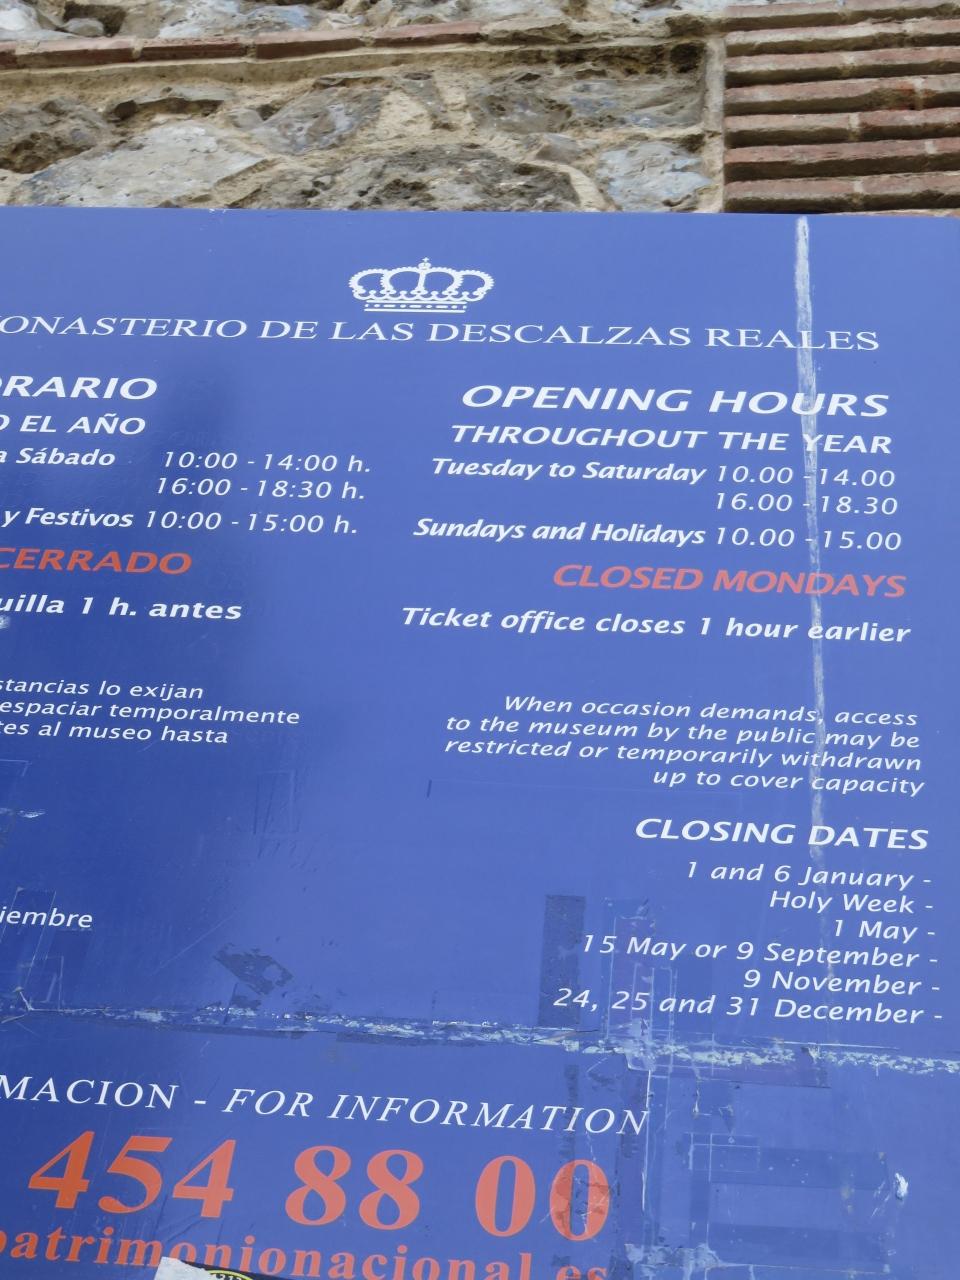 MONASTERIO DE LAS DESCALZAS REALES
ORARIO
O EL AÑO
a Sábado 10:00 - 14:00 h.
16:00 - 18:30 h.
y Festivos 10:00 - 15:00 h.
CERRADO
uilla 1 h. antes
stancias lo exijan
espaciar temporalmente
tes al museo hasta
iembre
OPENING HOURS
THROUGHOUT THE YEAR
Tuesday to Saturday 10.00 - 14.00
16.00 - 18.30
Sundays and Holidays 10.00 - 15.00
CLOSED MONDAYS
Ticket office closes 1 hour earlier
When occasion demands, access
to the museum by the public may be
restricted or temporarily withdrawn
up to cover capacity
CLOSING DATES
1 and 6 January -
Holy Week -
1 May -
15 May or 9 September -
9 November -
24, 25 and 31 December -
MACION - FOR INFORMATION
454 88 00
patrimonionacional.es